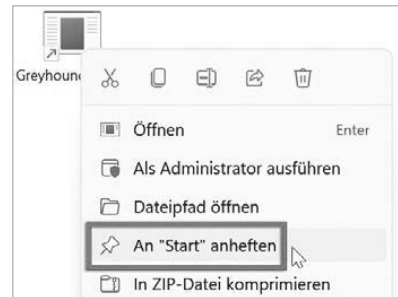 Greyhound
Öffnen Enter
Als Administrator ausführen
Dateipfad öffnen
An "Start" anheften
In ZIP-Datei komprimieren